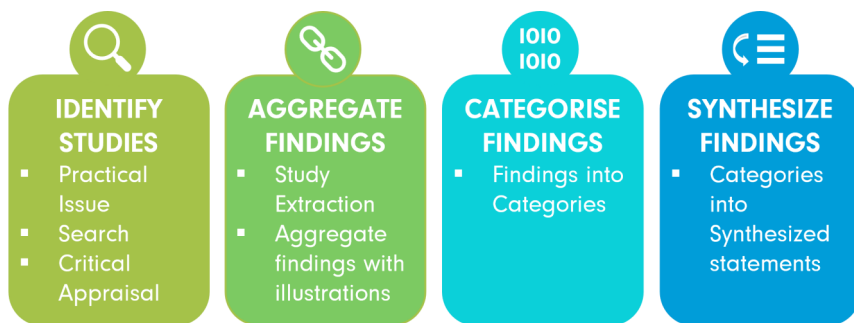 IDENTIFY
STUDIES
▪ Practical
Issue
▪ Search
▪ Critical
Appraisal
AGGREGATE
FINDINGS
▪ Study
Extraction
▪ Aggregate
findings with
illustrations
1010
1010
CATEGORISE
FINDINGS
▪ Findings into
Categories
SYNTHESIZE
FINDINGS
▪ Categories
into
Synthesized
statements